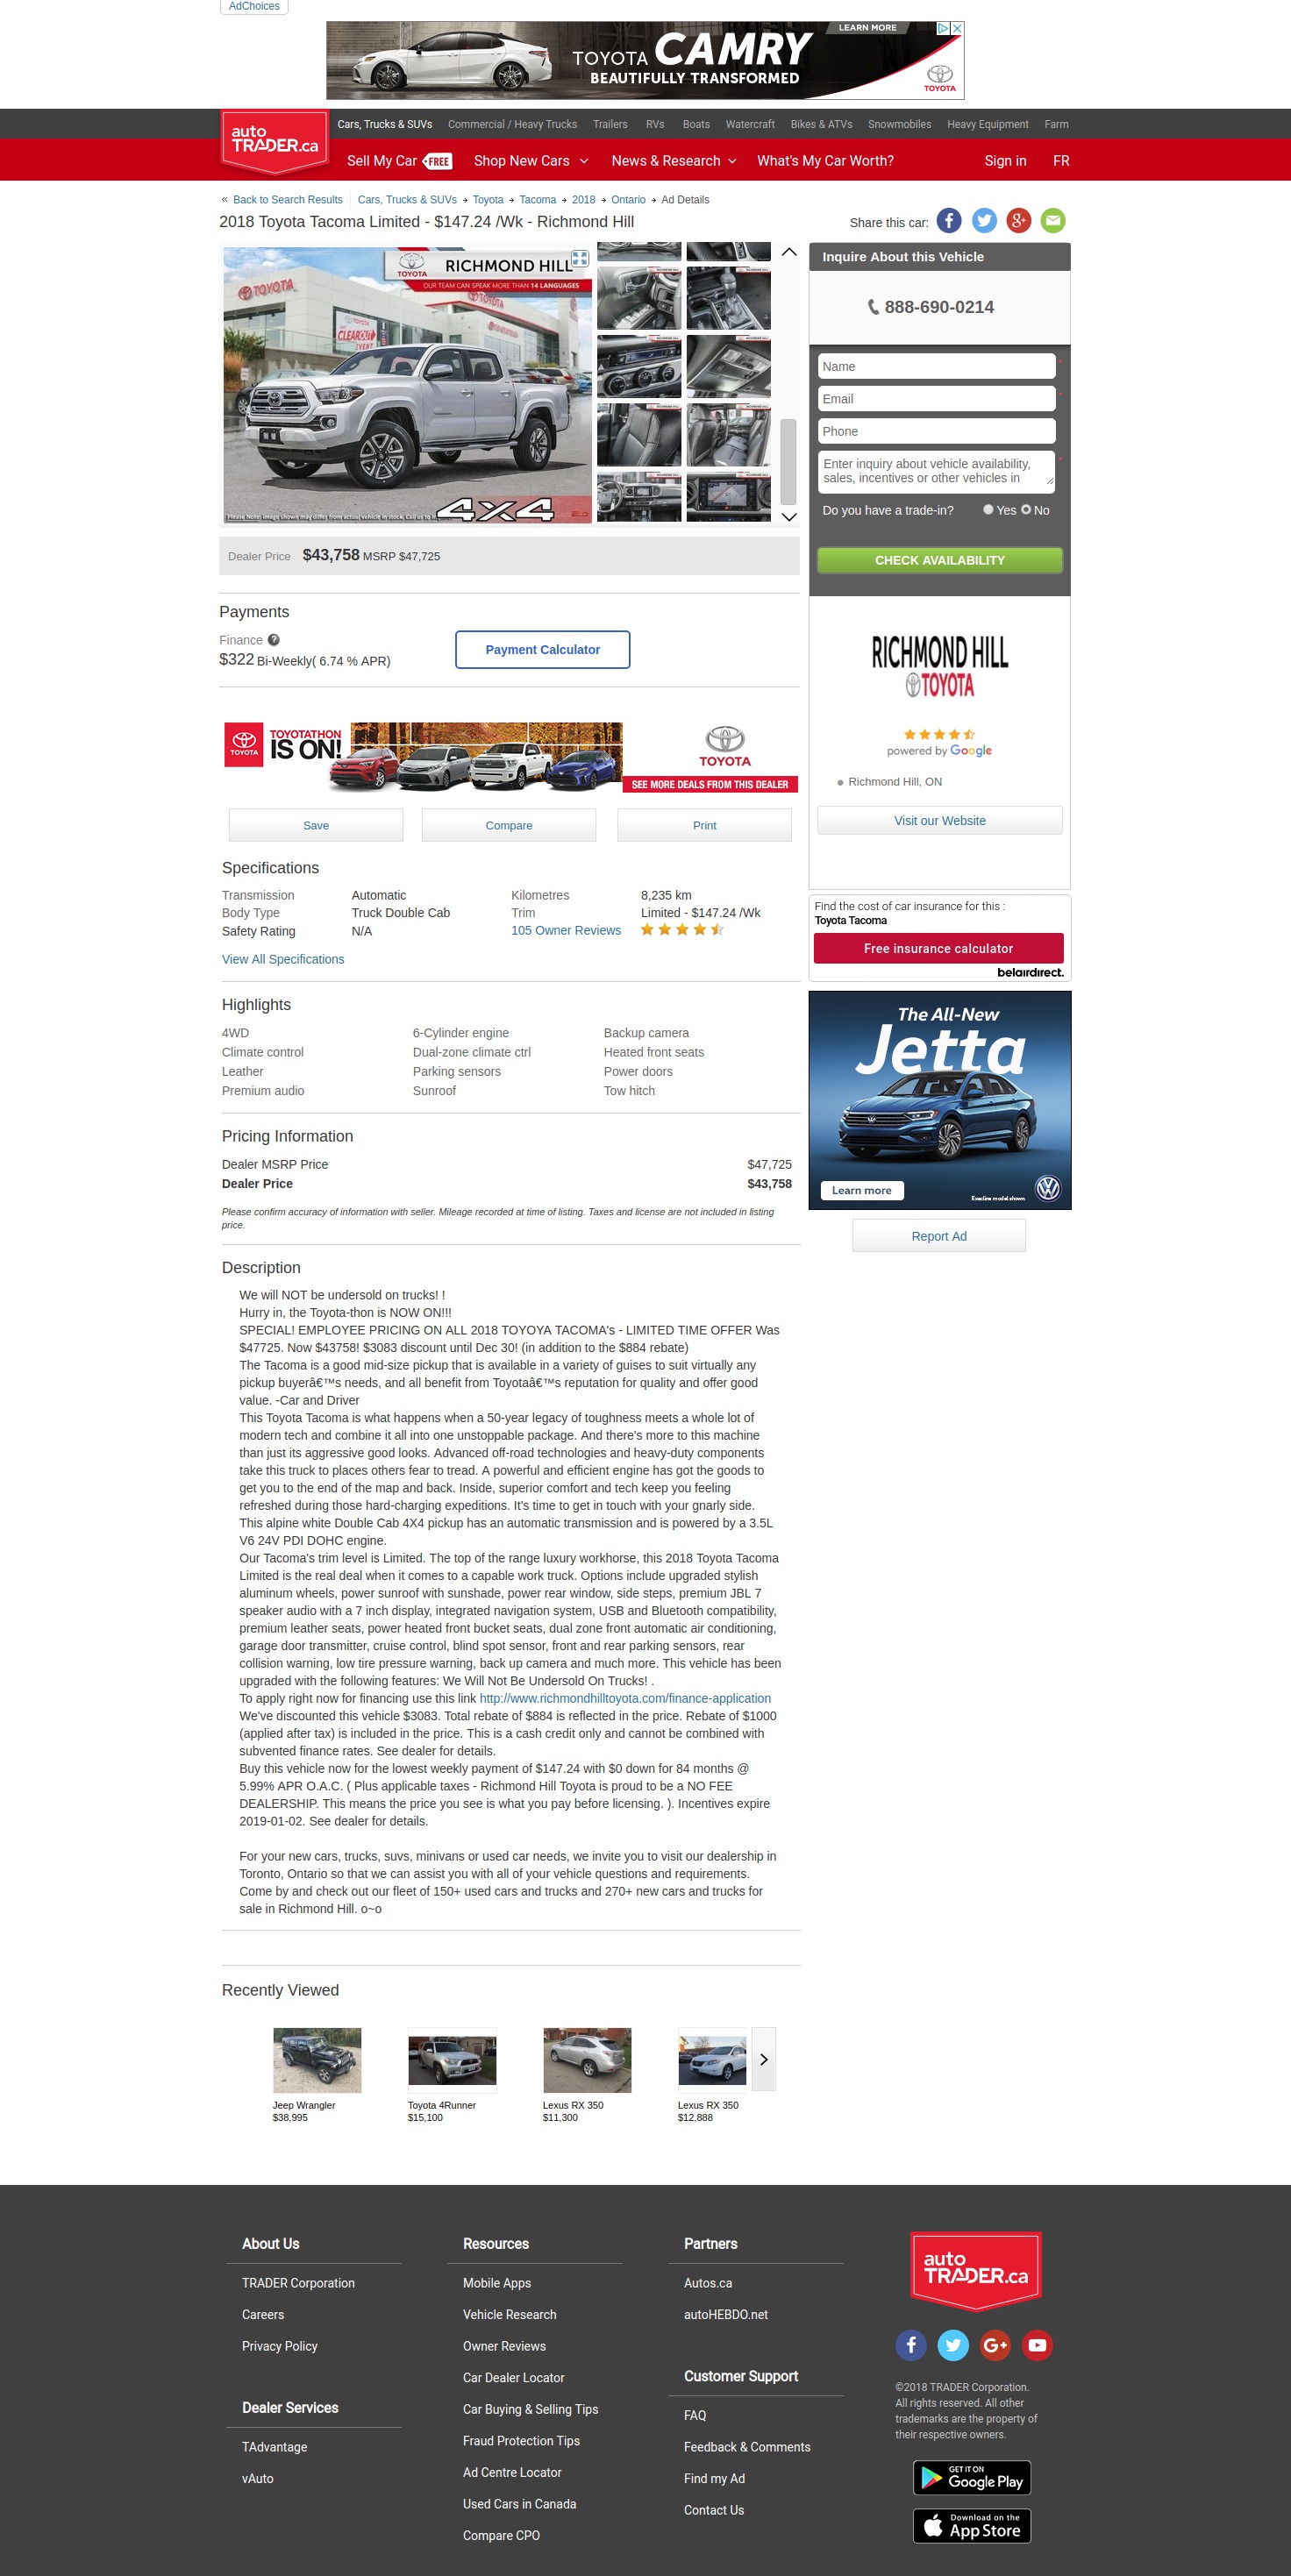 AdChoices
LEARN MORE
TOYOTA CAMRY
BEAUTIFULLY TRANSFORMED
TOYOTA
auto
TRADER.ca
Cars, Trucks & SUVs Commercial / Heavy Trucks Trailers RVs Boats Watercraft Bikes & ATVs Snowmobiles Heavy Equipment Farm
Sell My Car FREE Shop New Cars News & Research What's My Car Worth? Sign in FR
« Back to Search Results Cars, Trucks & SUVs Toyota Tacoma 2018 Ontario Ad Details
2018 Toyota Tacoma Limited - $147.24 /Wk - Richmond Hill
Share this car:
RICHMOND HILL
TOYOTA
OUR TEAM CAN SPEAK MORE THAN 14 LANGUAGES
TOYOTA
CLEAROUT
EVENT
4x4
Please Note: Image shown may differ from actual vehicle in stock. Call us to
Inquire About this Vehicle
888-690-0214
Name
Email
Phone
Enter inquiry about vehicle availability,
sales, incentives or other vehicles in
Do you have a trade-in? Yes No
CHECK AVAILABILITY
Dealer Price $43,758 MSRP $47,725
Payments
Finance ?
$322 Bi-Weekly( 6.74 % APR)
Payment Calculator
RICHMOND HILL
TOYOTA
powered by Google
Richmond Hill, ON
Visit our Website
TOYOTA
TOYOTATHON
IS ON!
TOYOTA
SEE MORE DEALS FROM THIS DEALER
Save Compare Print
Specifications
Transmission Automatic Kilometres 8,235 km
Body Type Truck Double Cab Trim Limited - $147.24 /Wk
Safety Rating N/A 105 Owner Reviews
View All Specifications
Find the cost of car insurance for this :
Toyota Tacoma
Free insurance calculator
belairdirect.
Highlights
4WD 6-Cylinder engine Backup camera
Climate control Dual-zone climate ctrl Heated front seats
Leather Parking sensors Power doors
Premium audio Sunroof Tow hitch
The All-New
Jetta
Learn more
Execline model shown
Report Ad
Pricing Information
Dealer MSRP Price $47,725
Dealer Price $43,758
Please confirm accuracy of information with seller. Mileage recorded at time of listing. Taxes and license are not included in listing
price.
Description
We will NOT be undersold on trucks! !
Hurry in, the Toyota-thon is NOW ON!!!
SPECIAL! EMPLOYEE PRICING ON ALL 2018 TOYOYA TACOMA's - LIMITED TIME OFFER Was
$47725. Now $43758! $3083 discount until Dec 30! (in addition to the $884 rebate)
The Tacoma is a good mid-size pickup that is available in a variety of guises to suit virtually any
pickup buyerâ€™s needs, and all benefit from Toyotaâ€™s reputation for quality and offer good
value. -Car and Driver
This Toyota Tacoma is what happens when a 50-year legacy of toughness meets a whole lot of
modern tech and combine it all into one unstoppable package. And there's more to this machine
than just its aggressive good looks. Advanced off-road technologies and heavy-duty components
take this truck to places others fear to tread. A powerful and efficient engine has got the goods to
get you to the end of the map and back. Inside, superior comfort and tech keep you feeling
refreshed during those hard-charging expeditions. It's time to get in touch with your gnarly side.
This alpine white Double Cab 4X4 pickup has an automatic transmission and is powered by a 3.5L
V6 24V PDI DOHC engine.
Our Tacoma's trim level is Limited. The top of the range luxury workhorse, this 2018 Toyota Tacoma
Limited is the real deal when it comes to a capable work truck. Options include upgraded stylish
aluminum wheels, power sunroof with sunshade, power rear window, side steps, premium JBL 7
speaker audio with a 7 inch display, integrated navigation system, USB and Bluetooth compatibility,
premium leather seats, power heated front bucket seats, dual zone front automatic air conditioning,
garage door transmitter, cruise control, blind spot sensor, front and rear parking sensors, rear
collision warning, low tire pressure warning, back up camera and much more. This vehicle has been
upgraded with the following features: We Will Not Be Undersold On Trucks! .
To apply right now for financing use this link http://www.richmondhilltoyota.com/finance-application
We've discounted this vehicle $3083. Total rebate of $884 is reflected in the price. Rebate of $1000
(applied after tax) is included in the price. This is a cash credit only and cannot be combined with
subvented finance rates. See dealer for details.
Buy this vehicle now for the lowest weekly payment of $147.24 with $0 down for 84 months @
5.99% APR O.A.C. ( Plus applicable taxes - Richmond Hill Toyota is proud to be a NO FEE
DEALERSHIP. This means the price you see is what you pay before licensing. ). Incentives expire
2019-01-02. See dealer for details.
For your new cars, trucks, suvs, minivans or used car needs, we invite you to visit our dealership in
Toronto, Ontario so that we can assist you with all of your vehicle questions and requirements.
Come by and check out our fleet of 150+ used cars and trucks and 270+ new cars and trucks for
sale in Richmond Hill. o~o
Recently Viewed
Jeep Wrangler Toyota 4Runner Lexus RX 350 Lexus RX 350
$38,995 $15,100 $11,300 $12,888
About Us
TRADER Corporation
Careers
Privacy Policy
Dealer Services
TAdvantage
vAuto
Resources
Mobile Apps
Vehicle Research
Owner Reviews
Car Dealer Locator
Car Buying & Selling Tips
Fraud Protection Tips
Ad Centre Locator
Used Cars in Canada
Compare CPO
Partners
Autos.ca
autoHEBDO.net
Customer Support
FAQ
Feedback & Comments
Find my Ad
Contact Us
auto
TRADER.ca
©2018 TRADER Corporation.
All rights reserved. All other
trademarks are the property of
their respective owners.
GET IT ON
Google Play
Download on the
App Store